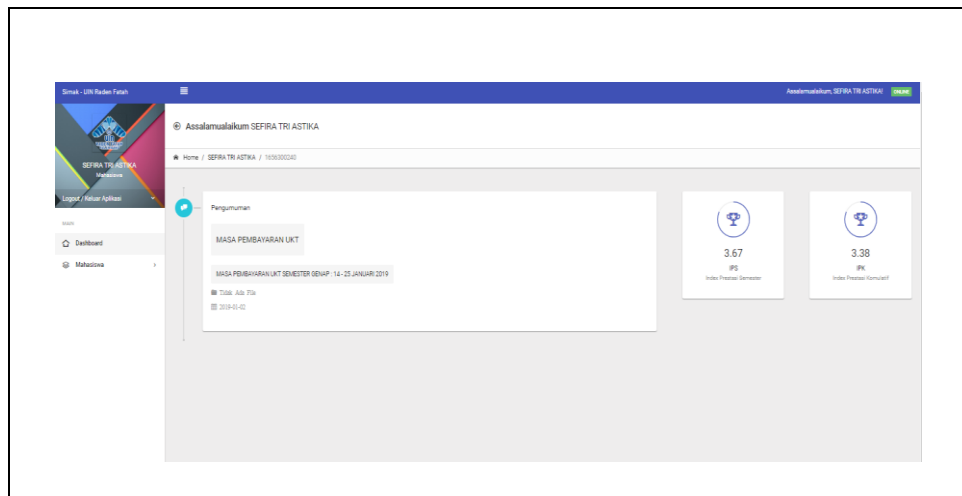 Simak - UIN Raden Fatah
Assalamualaikum, SEFIRA TRI ASTIKA!
ONLINE
SEFIRA TRI ASTIKA
Mahasiswa
Logout / Keluar Aplikasi
MAIN
Dashboard
Mahasiswa
Assalamualaikum SEFIRA TRI ASTIKA
Home / SEFIRA TRI ASTIKA / 1656300240
Pengumuman
MASA PEMBAYARAN UKT
MASA PEMBAYARAN UKT SEMESTER GENAP : 14 - 25 JANUARI 2019
Tidak Ada File
2019-01-02
3.67
IPS
Index Prestasi Semester
3.38
IPK
Index Prestasi Komulatif